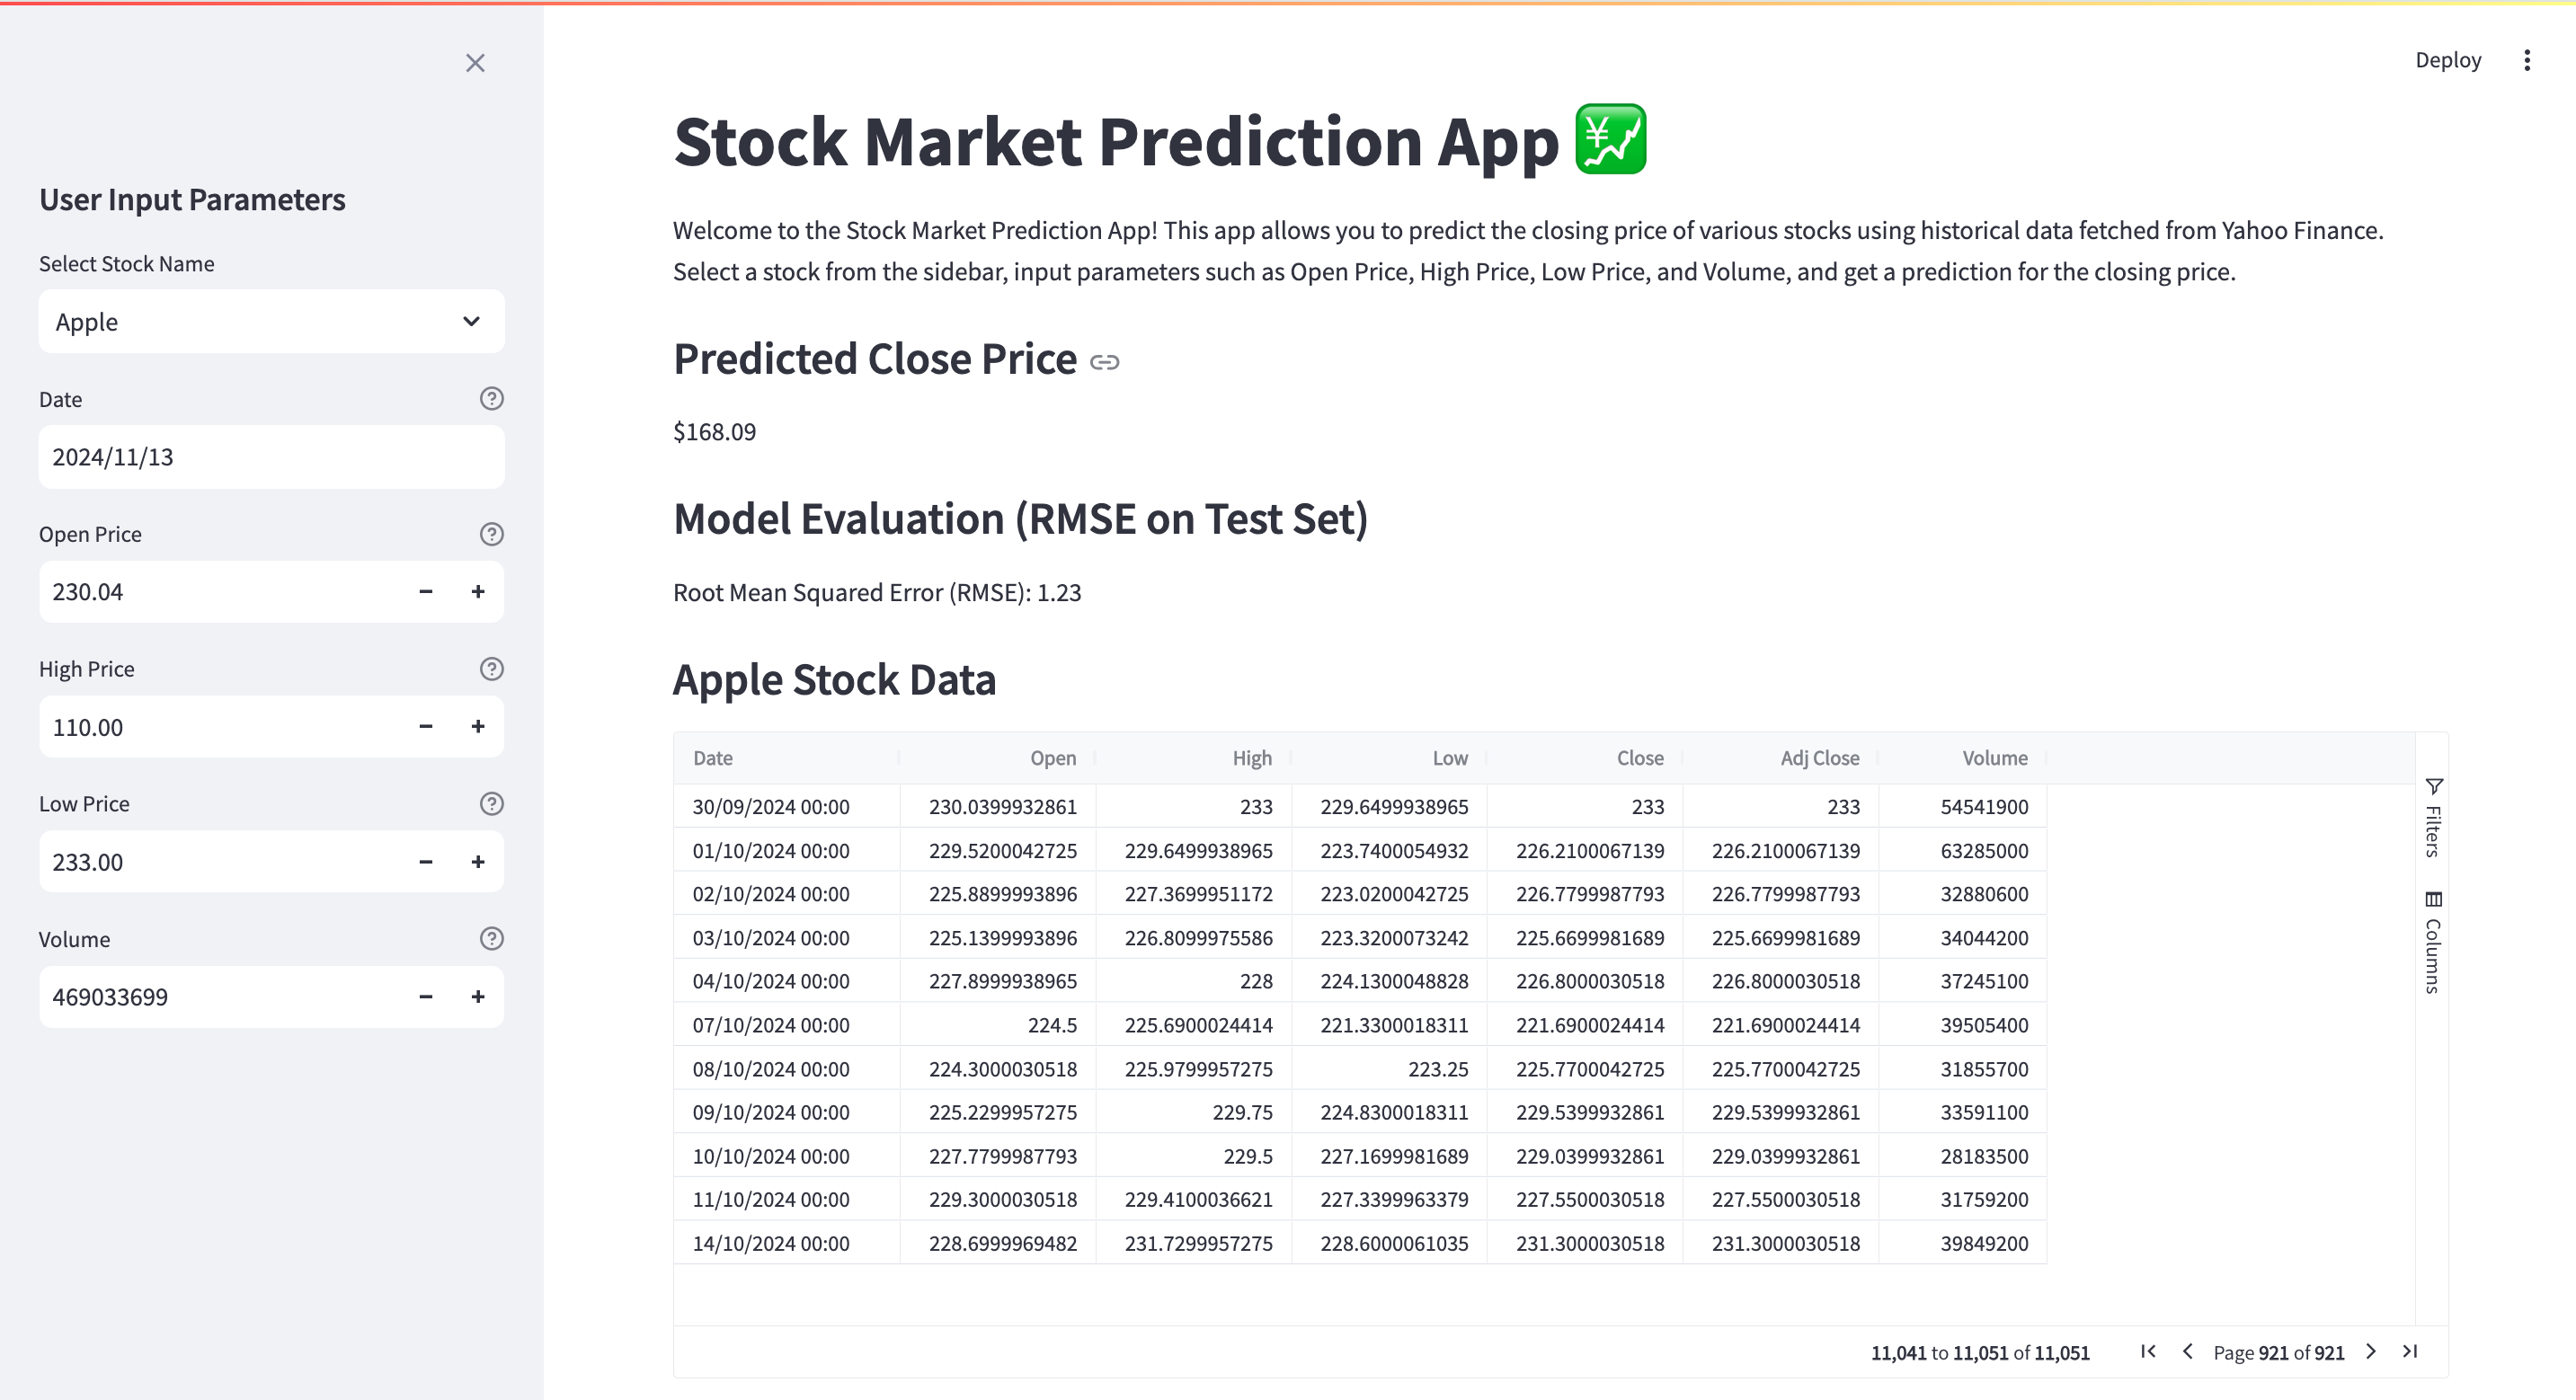 Deploy
User Input Parameters
Select Stock Name
Apple
Date
2024/11/13
Open Price
230.04
High Price
110.00
Low Price
233.00
Volume
469033699
Stock Market Prediction App 💹
Welcome to the Stock Market Prediction App! This app allows you to predict the closing price of various stocks using historical data fetched from Yahoo Finance.
Select a stock from the sidebar, input parameters such as Open Price, High Price, Low Price, and Volume, and get a prediction for the closing price.
Predicted Close Price
$168.09
Model Evaluation (RMSE on Test Set)
Root Mean Squared Error (RMSE): 1.23
Apple Stock Data
Date Open High Low Close Adj Close Volume
30/09/2024 00:00 230.0399932861 233 229.6499938965 233 233 54541900
01/10/2024 00:00 229.5200042725 229.6499938965 223.7400054932 226.2100067139 226.2100067139 63285000
02/10/2024 00:00 225.8899993896 227.3699951172 223.0200042725 226.7799987793 226.7799987793 32880600
03/10/2024 00:00 225.1399993896 226.8099975586 223.3200073242 225.6699981689 225.6699981689 34044200
04/10/2024 00:00 227.8999938965 228 224.1300048828 226.8000030518 226.8000030518 37245100
07/10/2024 00:00 224.5 225.6900024414 221.3300018311 221.6900024414 221.6900024414 39505400
08/10/2024 00:00 224.3000030518 225.9799957275 223.25 225.7700042725 225.7700042725 31855700
09/10/2024 00:00 225.2299957275 229.75 224.8300018311 229.5399932861 229.5399932861 33591100
10/10/2024 00:00 227.7799987793 229.5 227.1699981689 229.0399932861 229.0399932861 28183500
11/10/2024 00:00 229.3000030518 229.4100036621 227.3399963379 227.5500030518 227.5500030518 31759200
14/10/2024 00:00 228.6999969482 231.7299957275 228.6000061035 231.3000030518 231.3000030518 39849200
Filters
Columns
11,041 to 11,051 of 11,051 Page 921 of 921